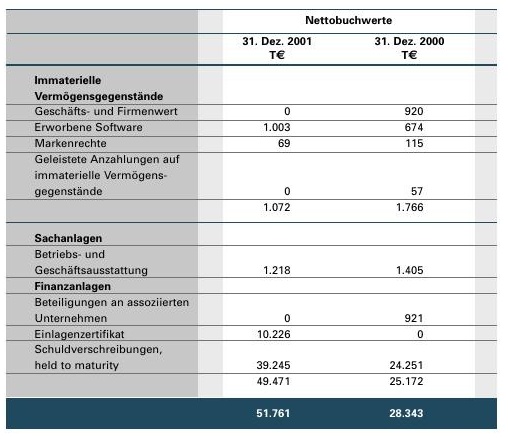 Nettobuchwerte
31. Dez. 2001 31. Dez. 2000
T€ T€
Immaterielle
Vermögensgegenstände
Geschäfts- und Firmenwert 0 920
Erworbene Software 1.003 674
Markenrechte 69 115
Geleistete Anzahlungen auf
immaterielle Vermögens-
gegenstände 0 57
1.072 1.766
Sachanlagen
Betriebs- und
Geschäftsausstattung 1.218 1.405
Finanzanlagen
Beteiligungen an assoziierten
Unternehmen 0 921
Einlagenzertifikat 10.226 0
Schuldverschreibungen,
held to maturity 39.245 24.251
49.471 25.172
51.761 28.343